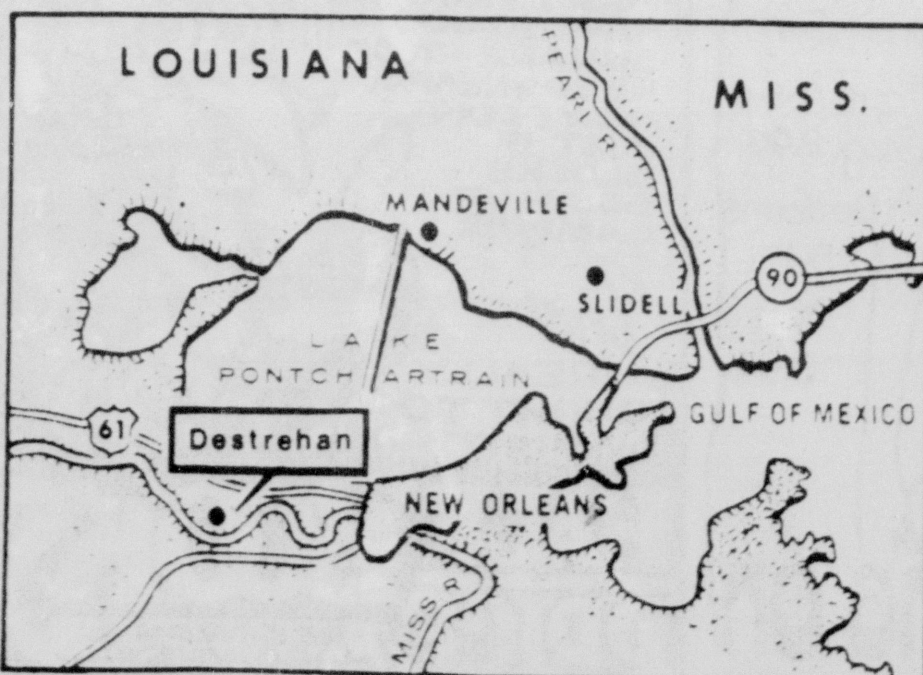 LOUISIANA
PEARL R.
MISS.
MANDEVILLE
90
SLIDELL
LAKE
PONTCHARTRAIN
GULF OF MEXICO
61
Destrehan
NEW ORLEANS
MISS R.